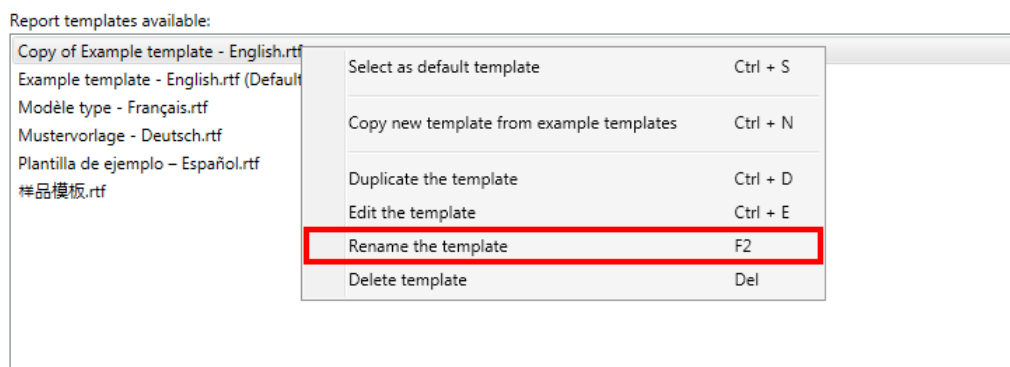 Report templates available:
Copy of Example template - English.rtf
Select as default template Ctrl + S
Example template - English.rtf (Default
Modèle type - Français.rtf
Copy new template from example templates Ctrl + N
Mustervorlage - Deutsch.rtf
Plantilla de ejemplo – Español.rtf
Duplicate the template Ctrl + D
样品模板.rtf
Edit the template Ctrl + E
Rename the template F2
Delete template Del